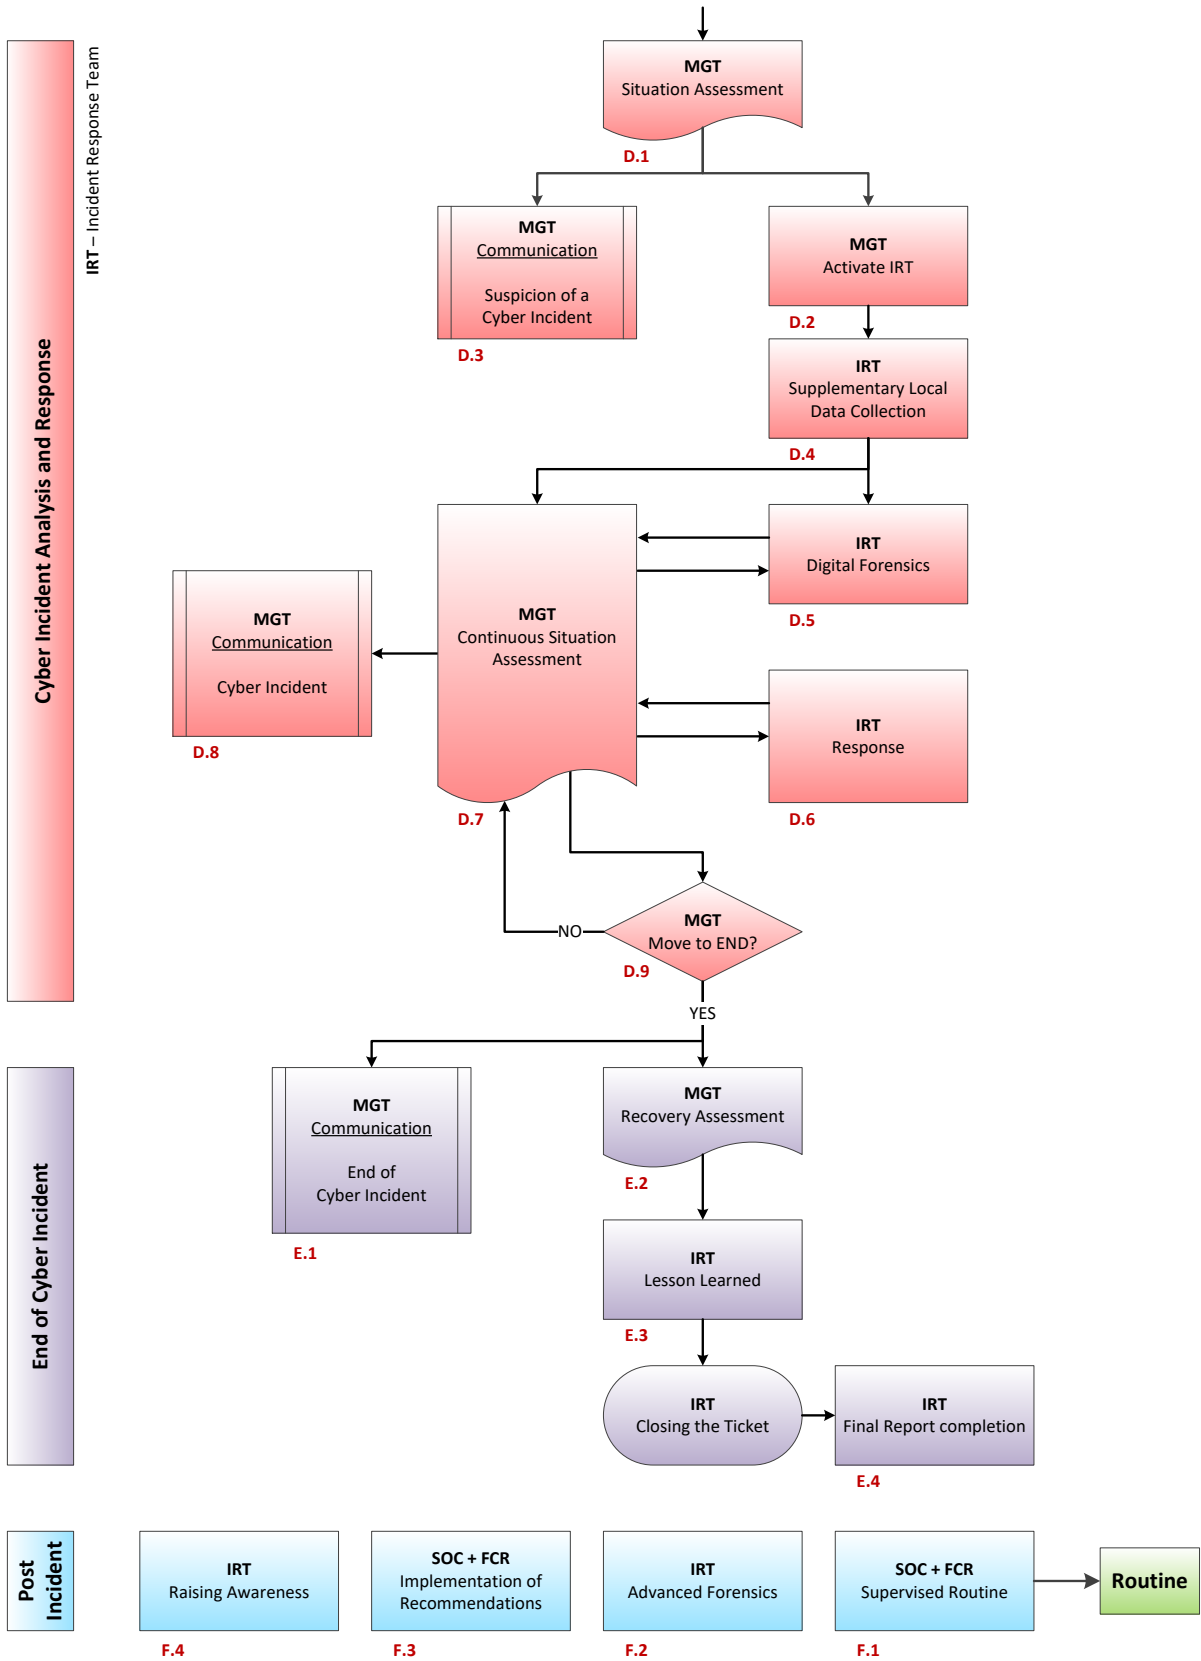 Cyber Incident Analysis and Response
IRT – Incident Response Team
MGT
Situation Assessment
D.1
MGT
Communication
Suspicion of a
Cyber Incident
D.3
MGT
Activate IRT
D.2
IRT
Supplementary Local
Data Collection
D.4
IRT
Digital Forensics
D.5
MGT
Continuous Situation
Assessment
D.7
MGT
Communication
Cyber Incident
D.8
IRT
Response
D.6
MGT
Move to END?
D.9
NO
YES
End of Cyber Incident
MGT
Communication
End of
Cyber Incident
E.1
MGT
Recovery Assessment
E.2
IRT
Lesson Learned
E.3
IRT
Closing the Ticket
IRT
Final Report completion
E.4
Post
Incident
IRT
Raising Awareness
F.4
SOC + FCR
Implementation of
Recommendations
F.3
IRT
Advanced Forensics
F.2
SOC + FCR
Supervised Routine
F.1
Routine